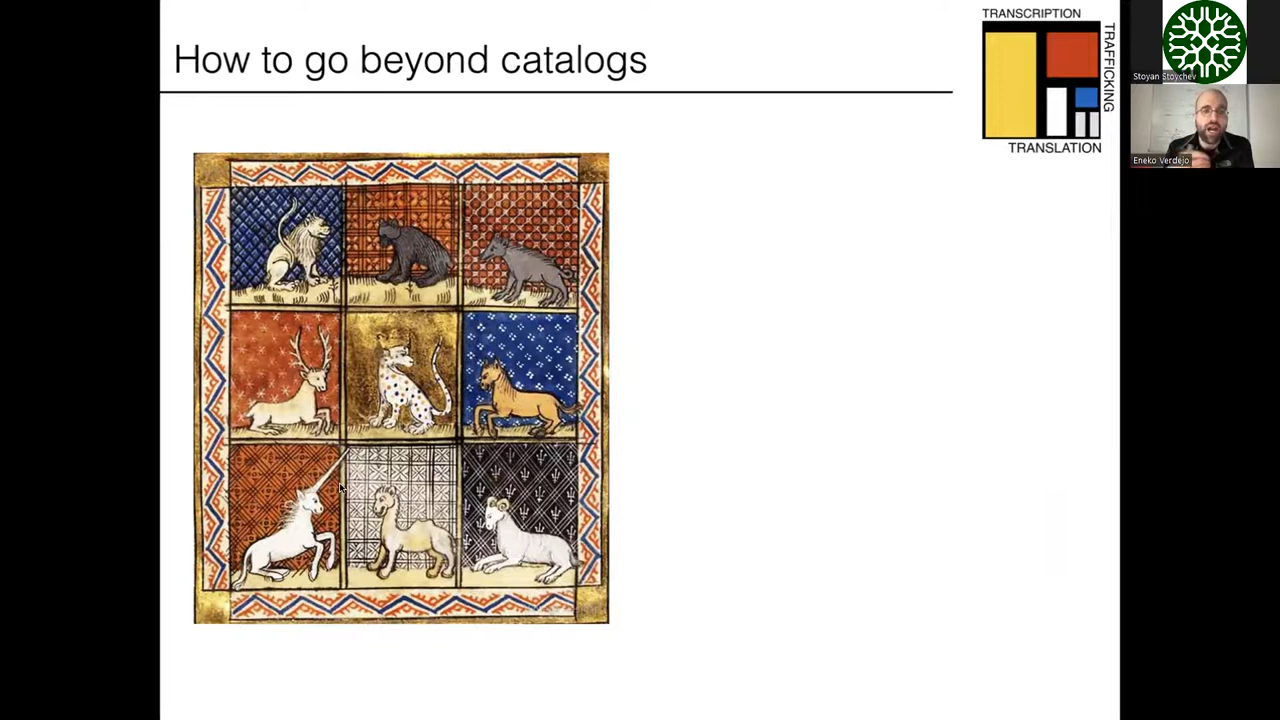 How to go beyond catalogs
TRANSCRIPTION
TRAFFICKING
TRANSLATION
Stoyan Stoychev
Eneko Verdejo